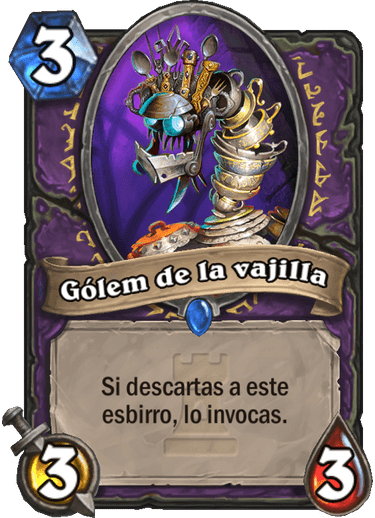 3
Gólem de la vajilla
Si descartas a este
esbirro, lo invocas.
3
3